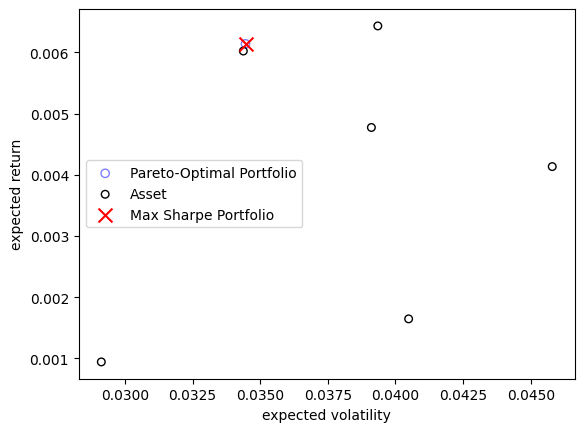 0.006
0.005
0.004
0.003
0.002
0.001
expected return
Pareto-Optimal Portfolio
Asset
Max Sharpe Portfolio
0.0300 0.0325 0.0350 0.0375 0.0400 0.0425 0.0450
expected volatility